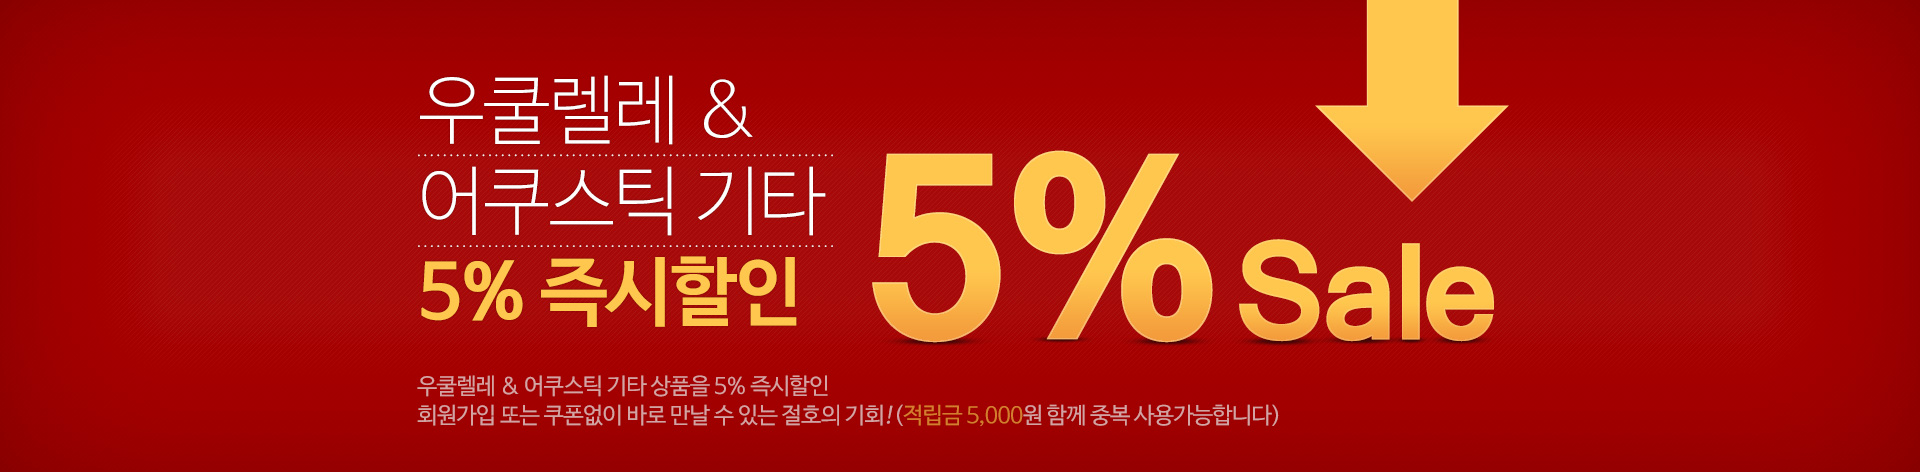 우쿨렐레 &
어쿠스틱 기타
5% 즉시할인
5% Sale
우쿨렐레 & 어쿠스틱 기타 상품을 5% 즉시할인
회원가입 또는 쿠폰없이 바로 만날 수 있는 절호의 기회! (적립금 5,000원 함께 중복 사용가능합니다)